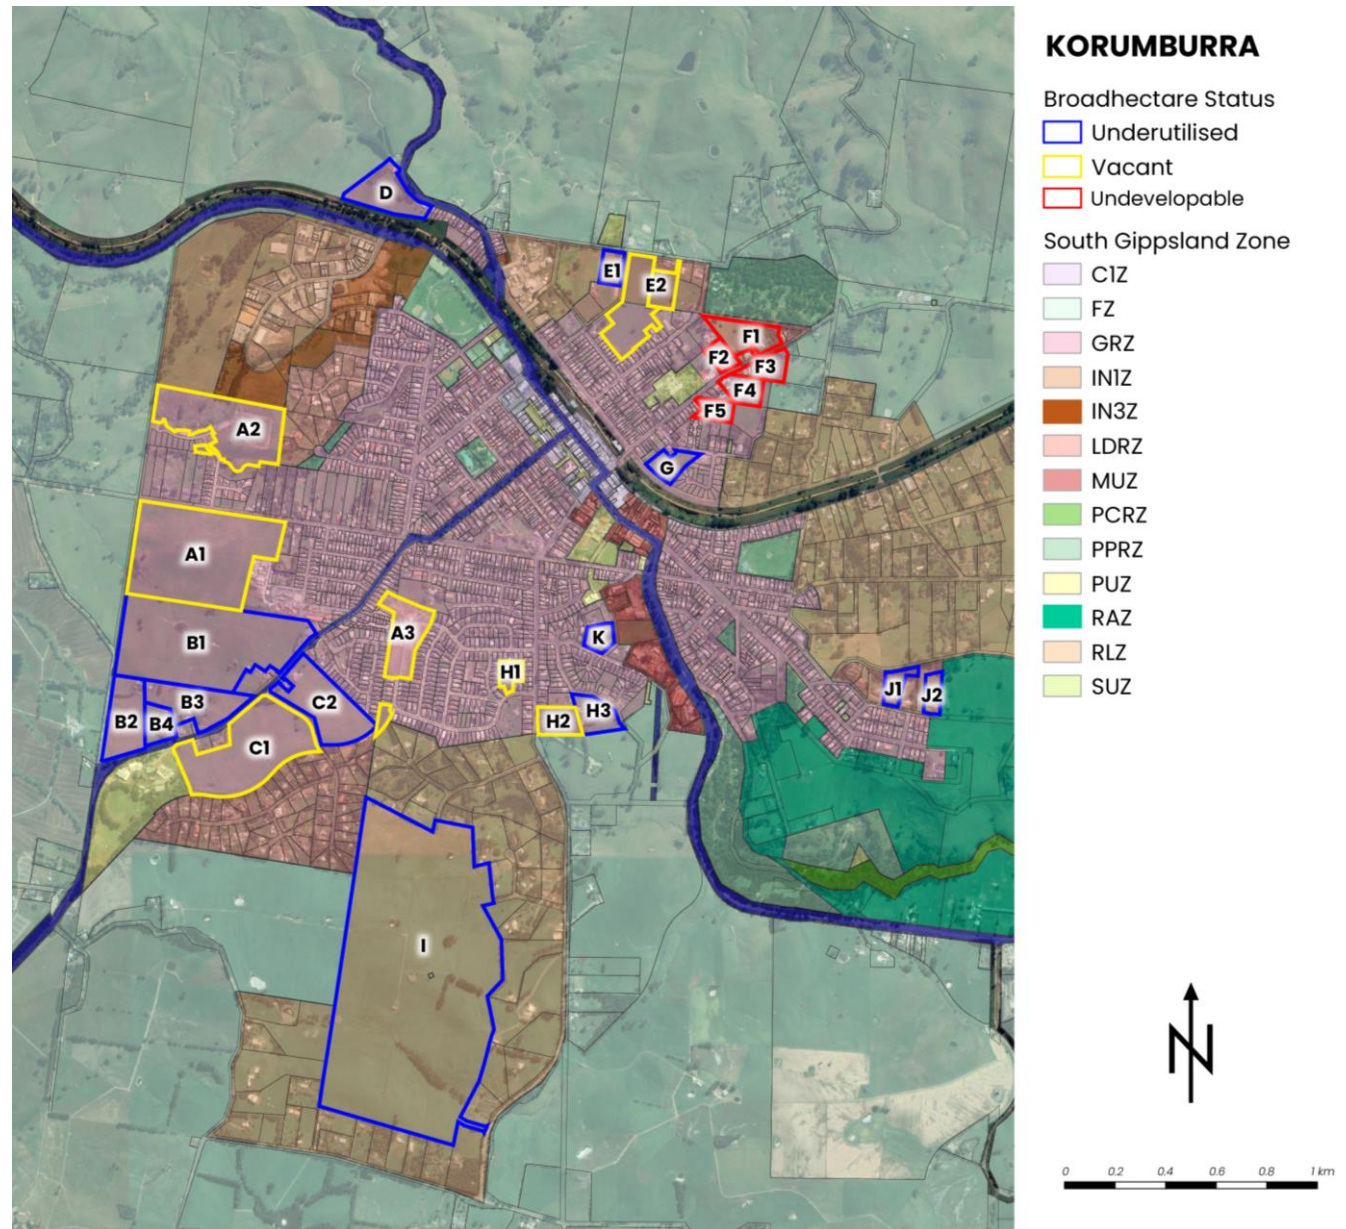 KORUMBURRA
Broadhectare Status
Underutilised
Vacant
Undevelopable
South Gippsland Zone
C1Z
FZ
GRZ
IN1Z
IN3Z
LDRZ
MUZ
PCRZ
PPRZ
PUZ
RAZ
RLZ
SUZ
D
E1
E2
F1
F2
F3
F4
F5
A2
G
A1
A3
B1
K
H1
J1
J2
B2
B3
B4
C2
H2
H3
C1
I
N
0 0.2 0.4 0.6 0.8 1 km